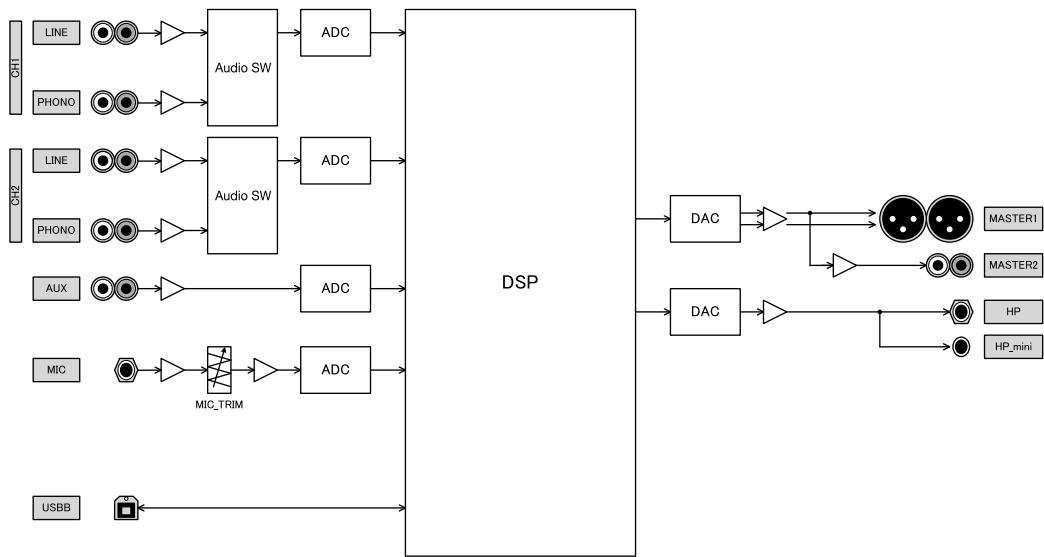 CH1
LINE
PHONO
Audio SW
ADC
CH2
LINE
PHONO
Audio SW
ADC
AUX
ADC
MIC
MIC_TRIM
ADC
USBB
DSP
DAC
MASTER1
MASTER2
DAC
HP
HP_mini